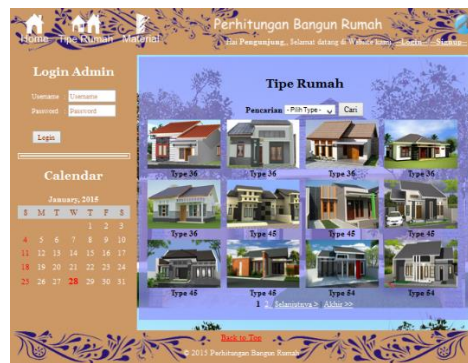 Perhitungan Bangun Rumah
Home Tipe Rumah Material
Hai Pengunjung, Selamat datang di Website kami. Login Signup
Login Admin
Username : Username
Password : Password
Login
Calendar
January, 2015
S M T W T F S
1 2 3
4 5 6 7 8 9 10
11 12 13 14 15 16 17
18 19 20 21 22 23 24
25 26 27 28 29 30 31
Tipe Rumah
Pencarian - Pilih Type - Cari
Type 36 Type 36 Type 36 Type 36
Type 36 Type 45 Type 45 Type 45
Type 45 Type 45 Type 54 Type 54
1 2 Selanjutnya > Akhir >>
Back to Top
© 2015 Perhitungan Bangun Rumah